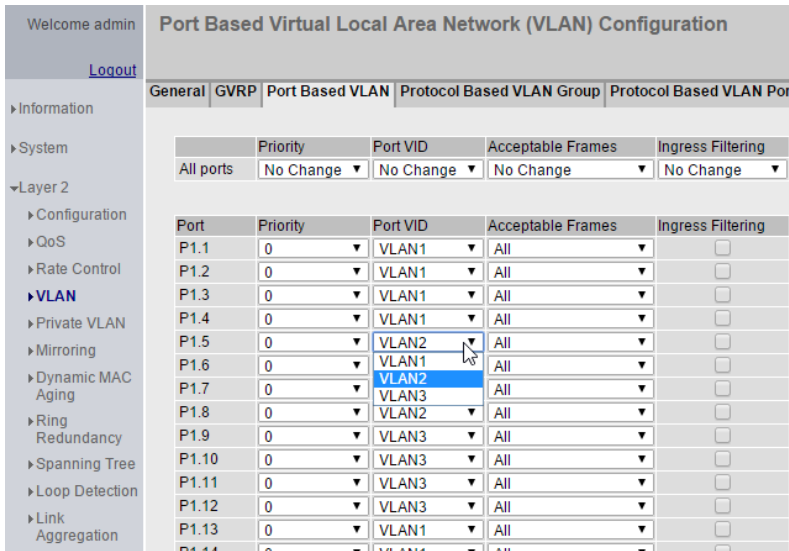 Welcome admin
Logout
Information
System
Layer 2
Configuration
QoS
Rate Control
VLAN
Private VLAN
Mirroring
Dynamic MAC
Aging
Ring
Redundancy
Spanning Tree
Loop Detection
Link
Aggregation
Port Based Virtual Local Area Network (VLAN) Configuration
General GVRP Port Based VLAN Protocol Based VLAN Group Protocol Based VLAN Por
Priority Port VID Acceptable Frames Ingress Filtering
All ports No Change No Change No Change No Change
Port Priority Port VID Acceptable Frames Ingress Filtering
P1.1 0 VLAN1 All
P1.2 0 VLAN1 All
P1.3 0 VLAN1 All
P1.4 0 VLAN1 All
P1.5 0 VLAN2 All
P1.6 0 VLAN1 All
VLAN2
P1.7 0 VLAN3 All
P1.8 0 VLAN2 All
P1.9 0 VLAN3 All
P1.10 0 VLAN3 All
P1.11 0 VLAN3 All
P1.12 0 VLAN3 All
P1.13 0 VLAN1 All